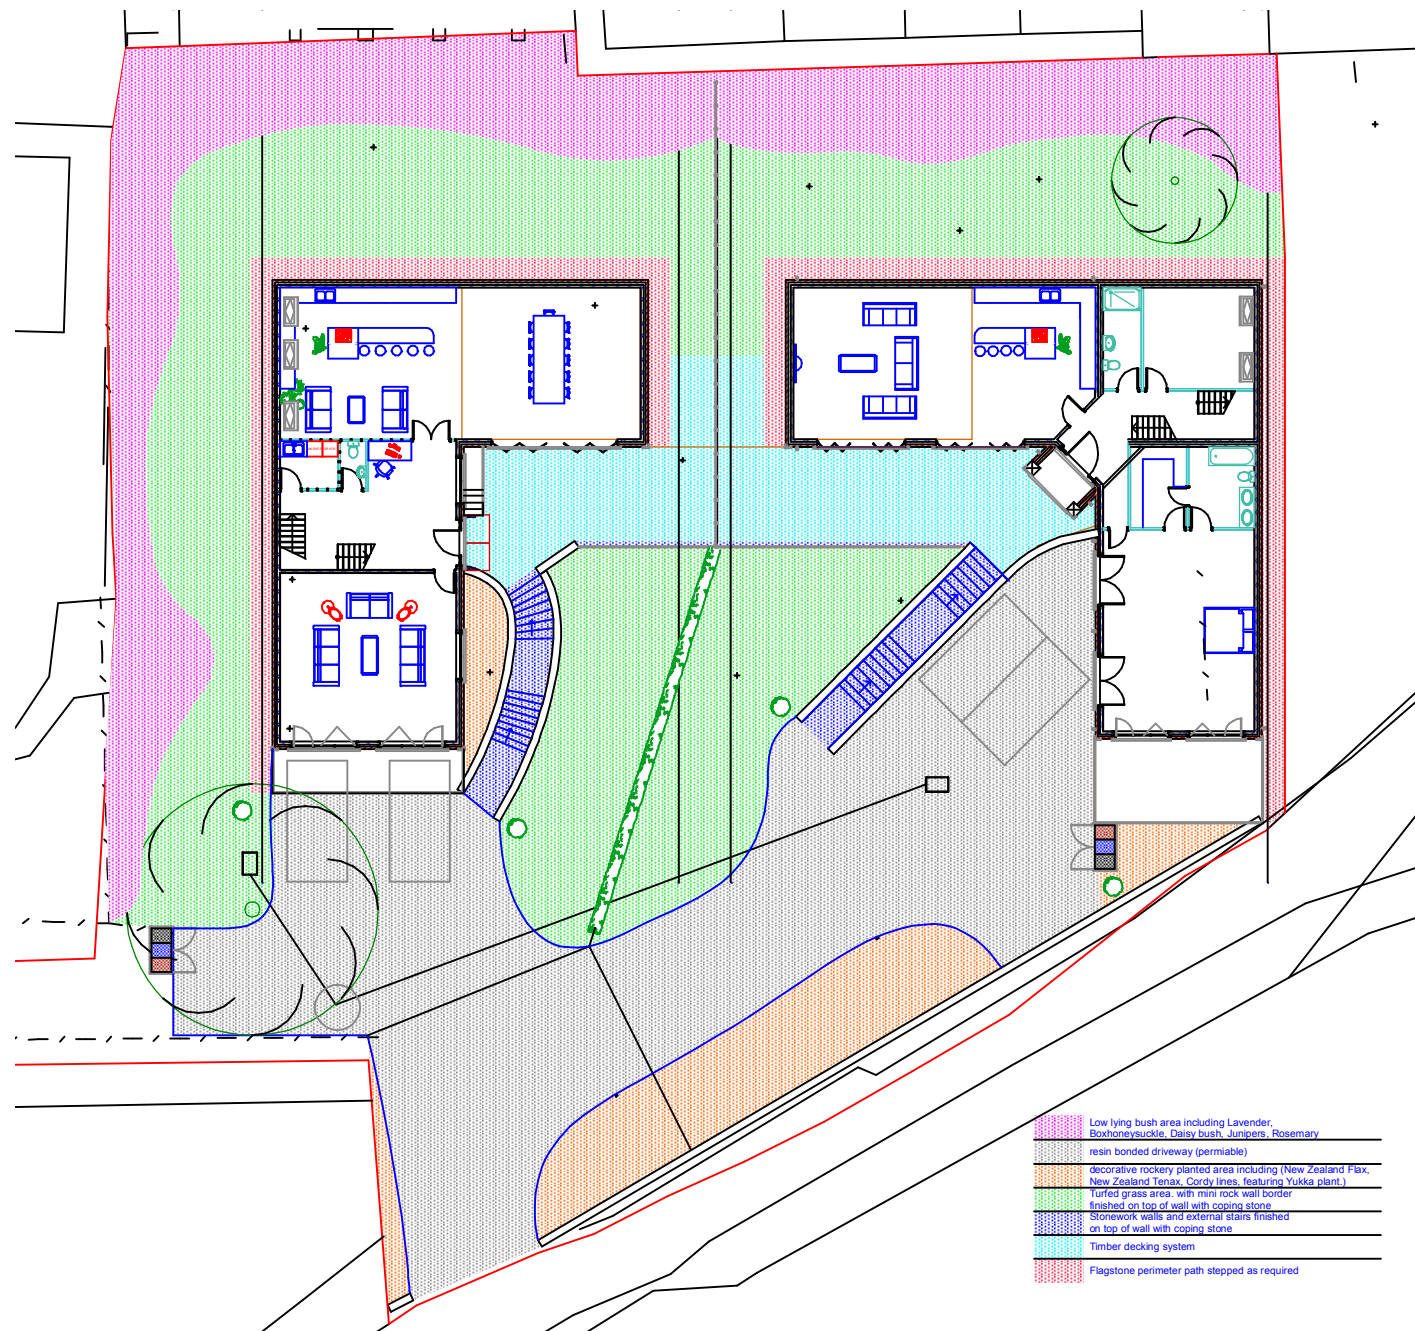 Low lying bush area including Lavender,
Boxhoneysuckle, Daisy bush, Junipers, Rosemary
resin bonded driveway (permiable)
decorative rockery planted area including (New Zealand Flax,
New Zealand Tenax, Cordy lines, featuring Yukka plant.)
Turfed grass area. with mini rock wall border
finished on top of wall with coping stone
Stonework walls and external stairs finished
on top of wall with coping stone
Timber decking system
Flagstone perimeter path stepped as required